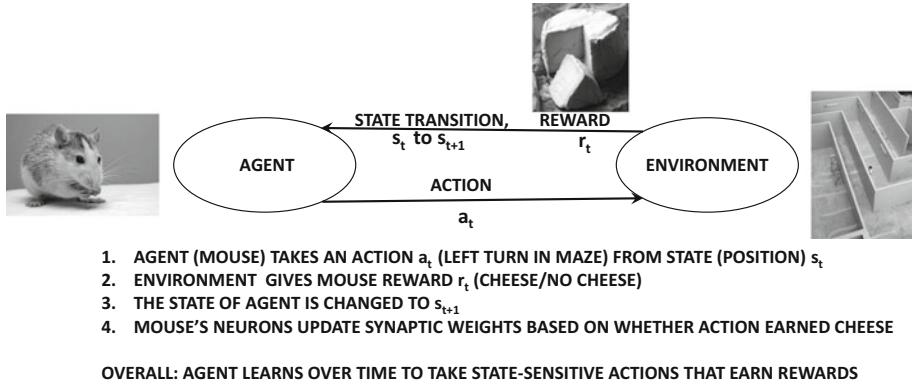 STATE TRANSITION, REWARD
s_t to s_{t+1} r_t
AGENT
ENVIRONMENT
ACTION
a_t
1. AGENT (MOUSE) TAKES AN ACTION a_t (LEFT TURN IN MAZE) FROM STATE (POSITION) s_t
2. ENVIRONMENT GIVES MOUSE REWARD r_t (CHEESE/NO CHEESE)
3. THE STATE OF AGENT IS CHANGED TO s_{t+1}
4. MOUSE'S NEURONS UPDATE SYNAPTIC WEIGHTS BASED ON WHETHER ACTION EARNED CHEESE
OVERALL: AGENT LEARNS OVER TIME TO TAKE STATE-SENSITIVE ACTIONS THAT EARN REWARDS